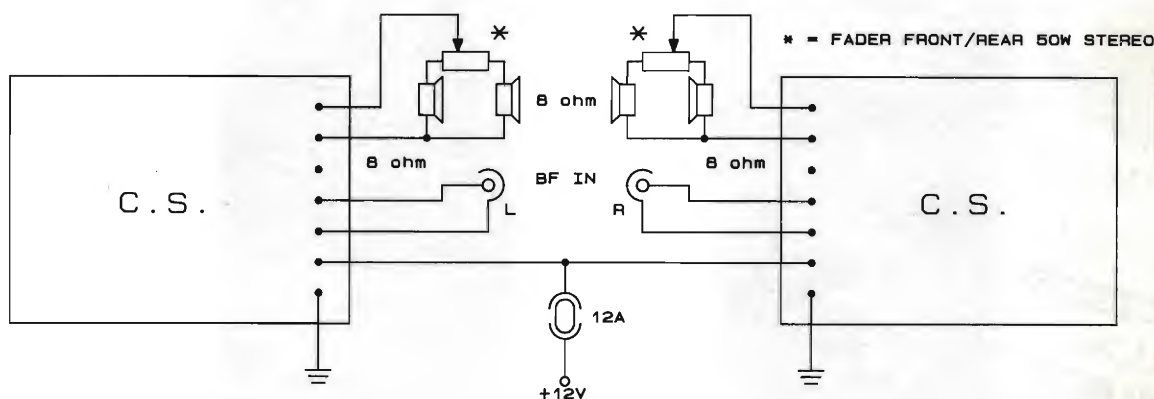 *
*
* = FADER FRONT/REAR 50W STEREO
8 ohm
8 ohm
8 ohm
BF IN
C.S.
L
R
C.S.
12A
+12V